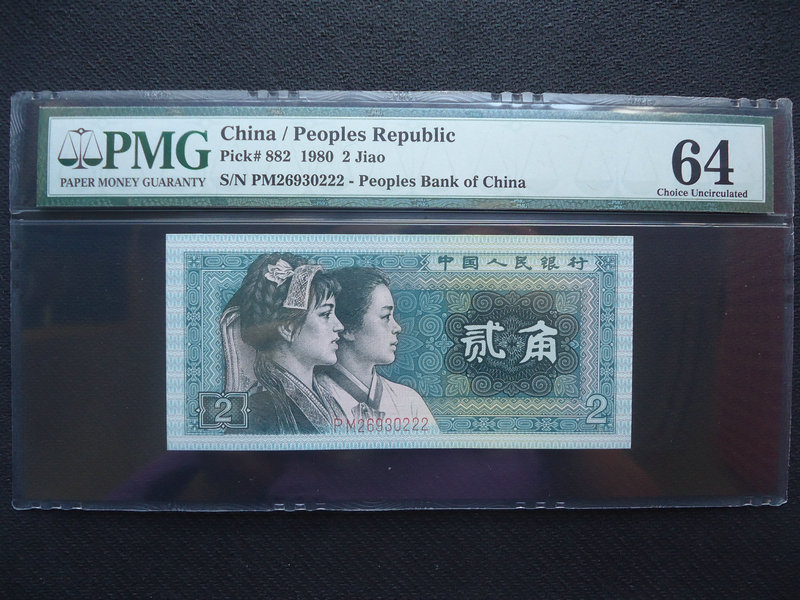 PMG
PAPER MONEY GUARANTY
China / Peoples Republic
Pick# 882 1980 2 Jiao
S/N PM26930222 - Peoples Bank of China
64
Choice Uncirculated
中国人民银行
贰角
2
2
PM26930222